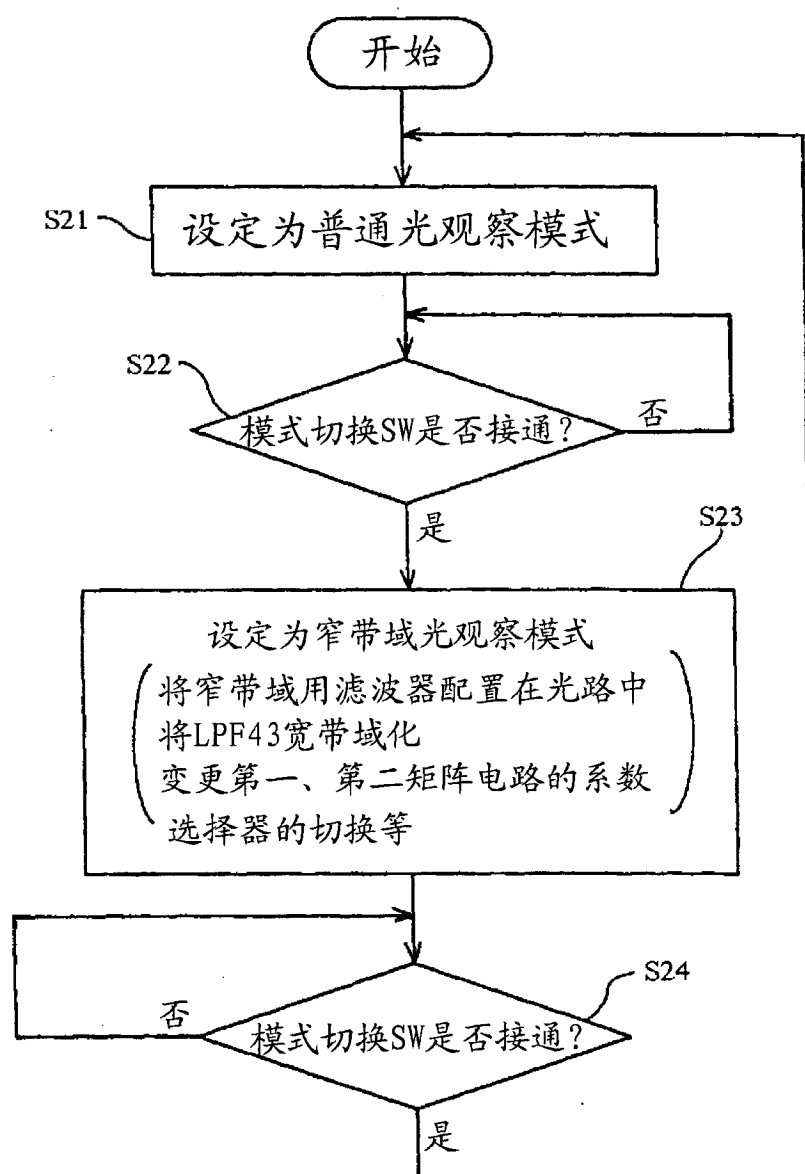 开始
S21
设定为普通光观察模式
S22
模式切换SW是否接通?
否
是
S23
设定为窄带域光观察模式
将窄带域用滤波器配置在光路中
将LPF43宽带域化
变更第一、第二矩阵电路的系数
选择器的切换等
S24
否
模式切换SW是否接通?
是